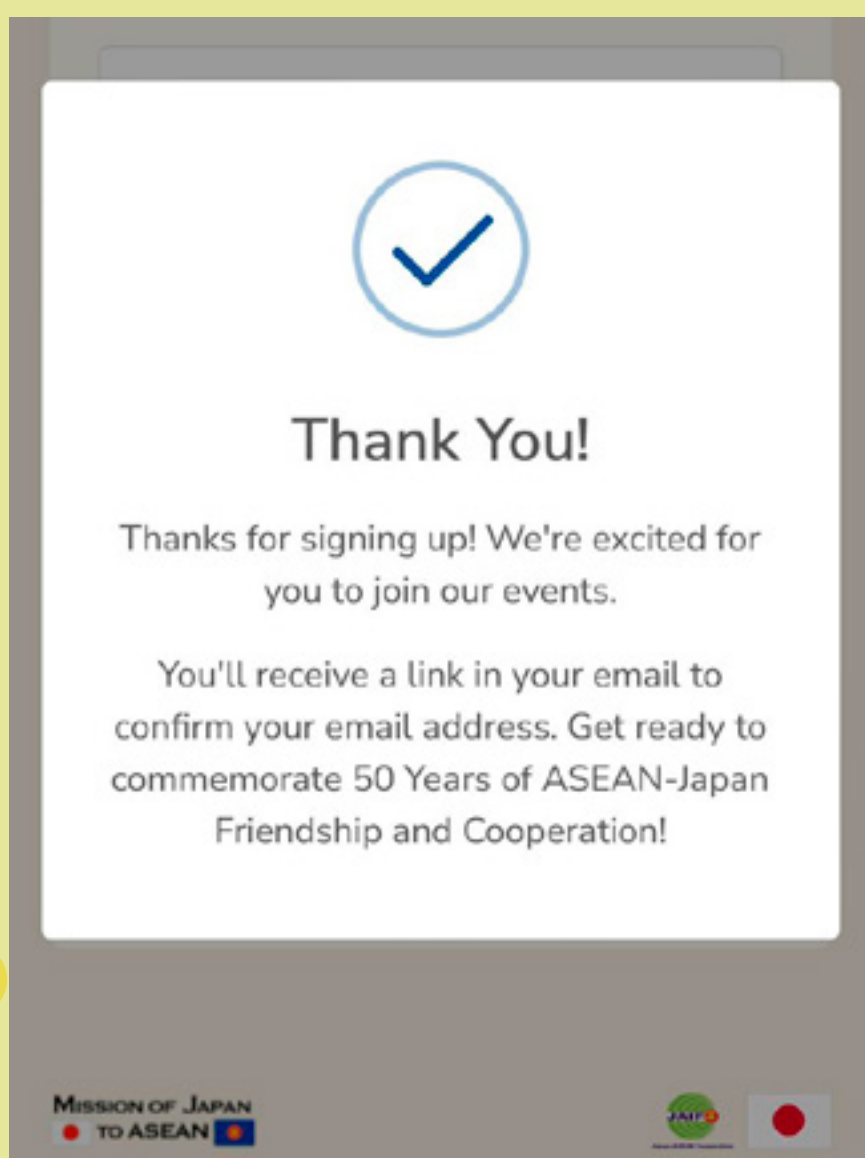 Thank You!
Thanks for signing up! We're excited for
you to join our events.
You'll receive a link in your email to
confirm your email address. Get ready to
commemorate 50 Years of ASEAN-Japan
Friendship and Cooperation!
MISSION OF JAPAN
TO ASEAN
JAIF